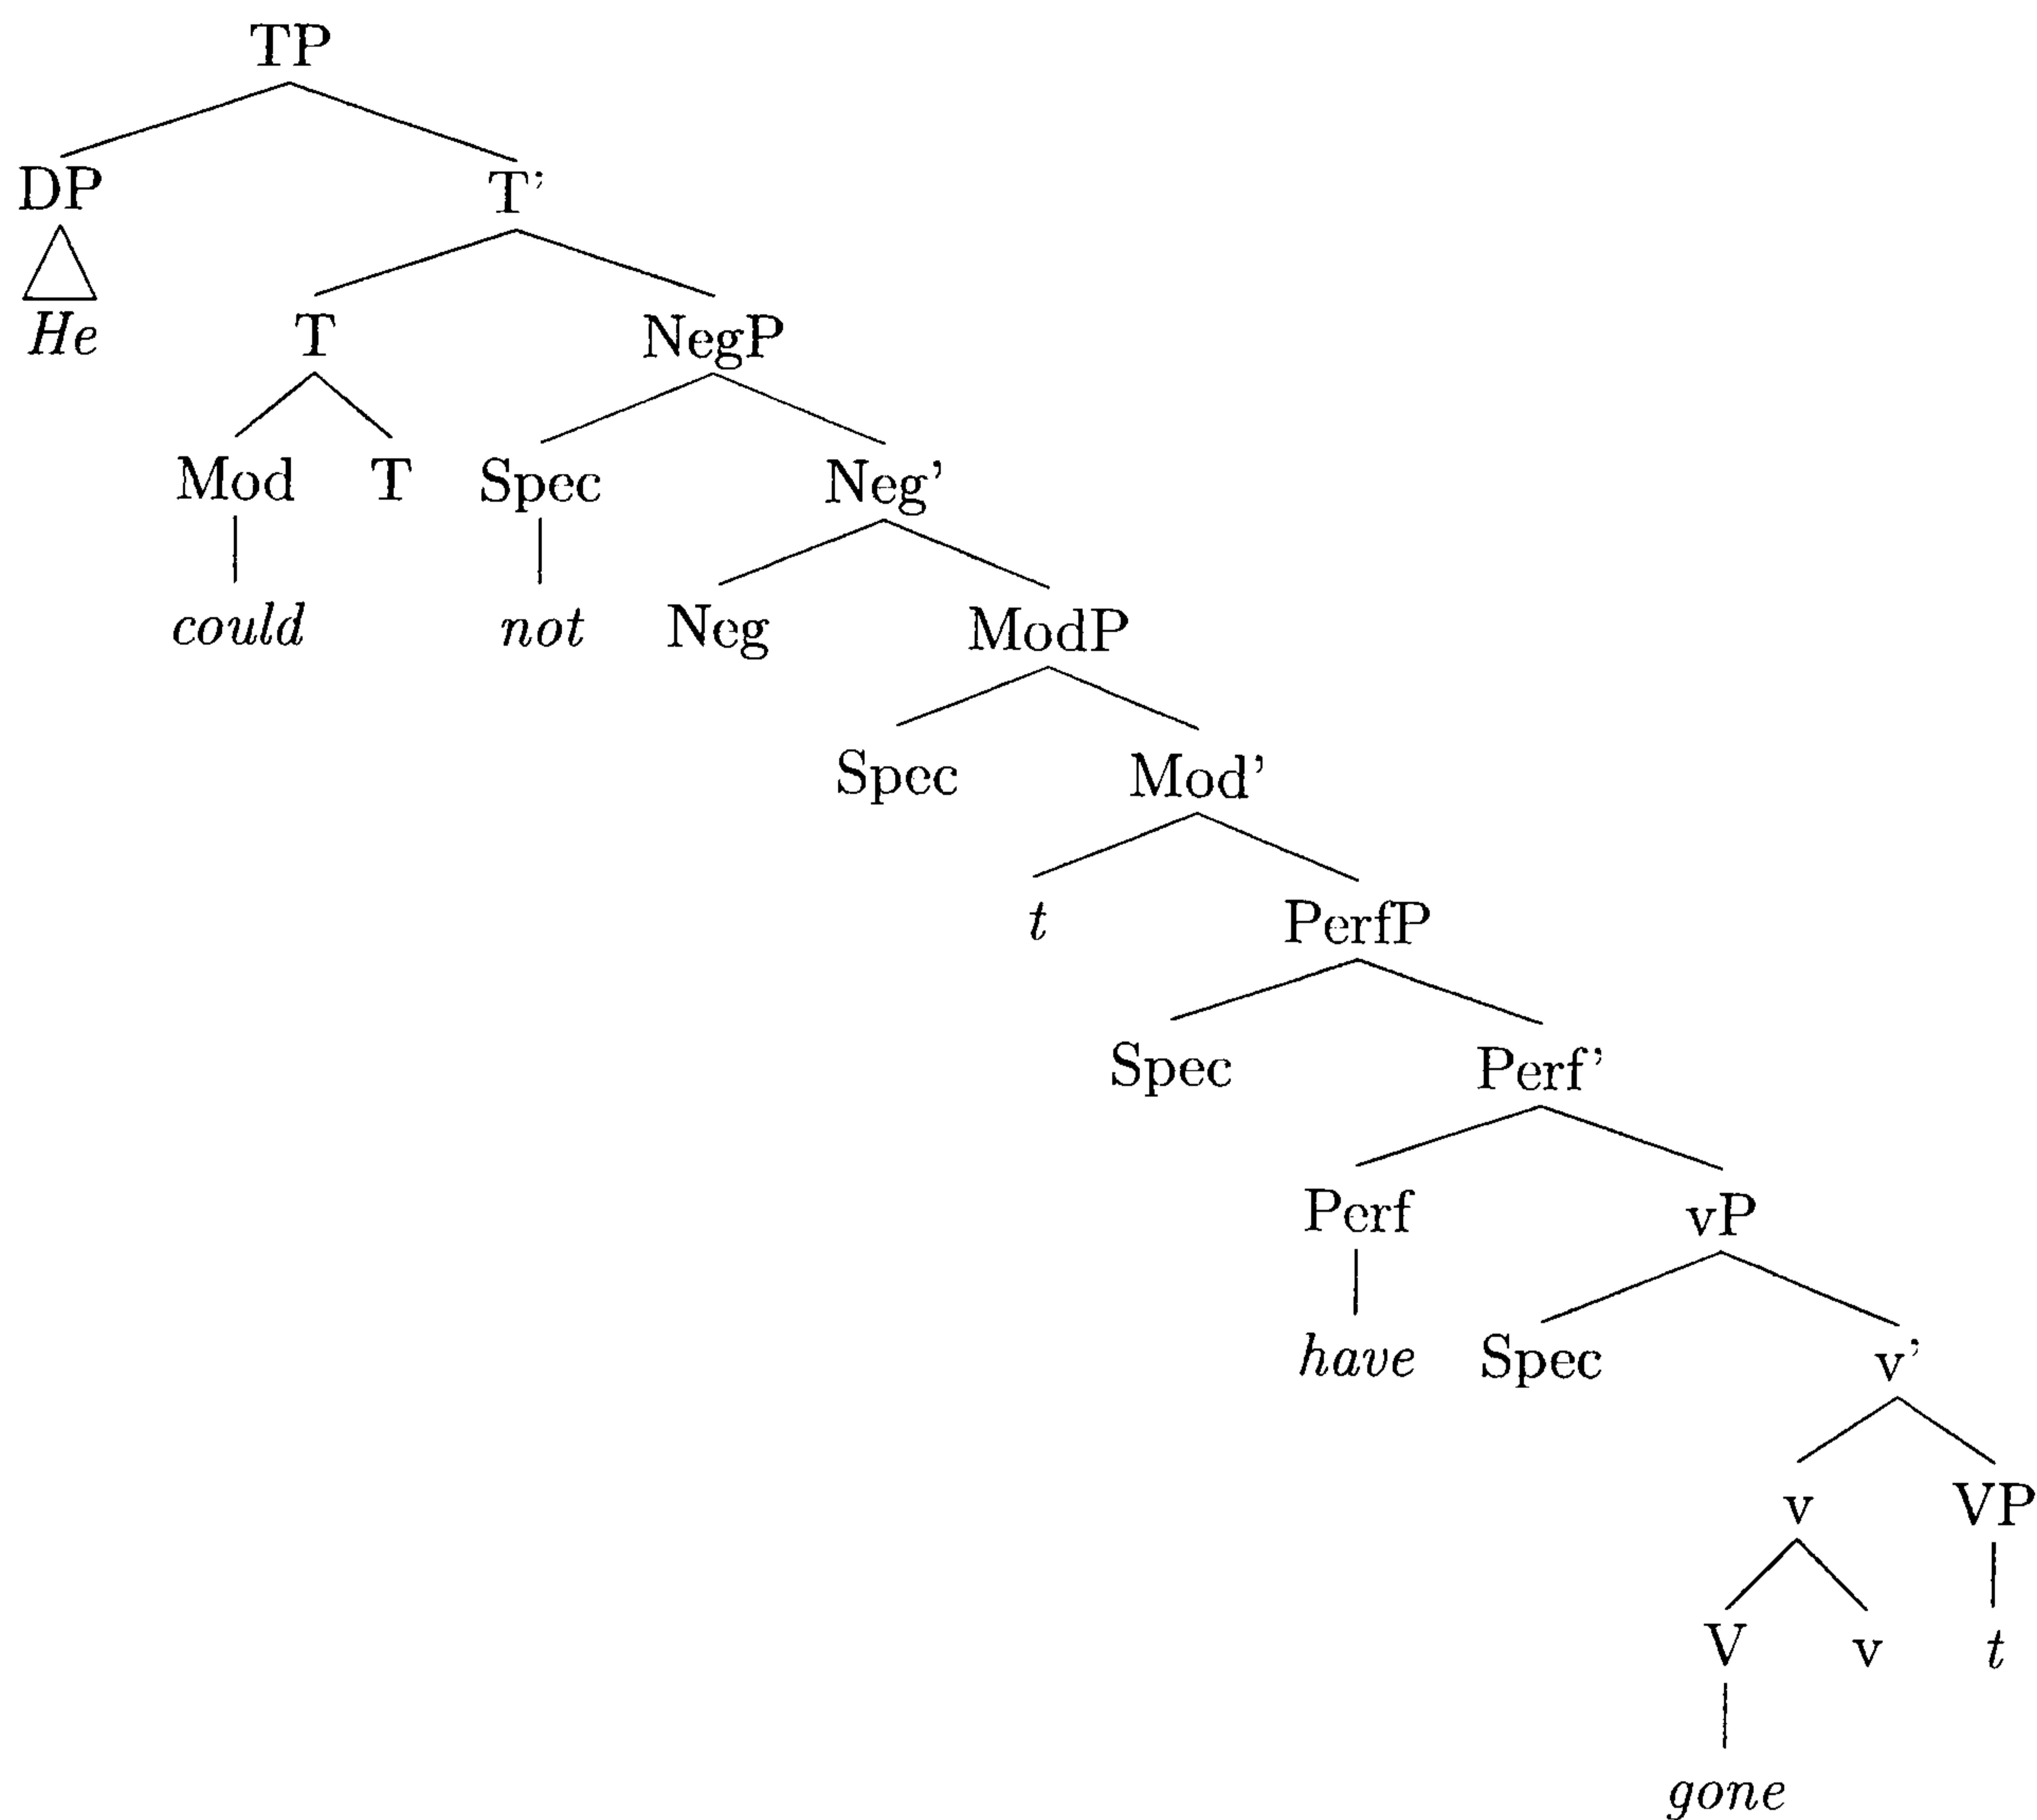 TP
DP T'
He T NegP
Mod T Spec Neg'
could not Neg ModP
Spec Mod'
t PerfP
Spec Perf'
Perf vP
have Spec v'
v VP
V v t
gone